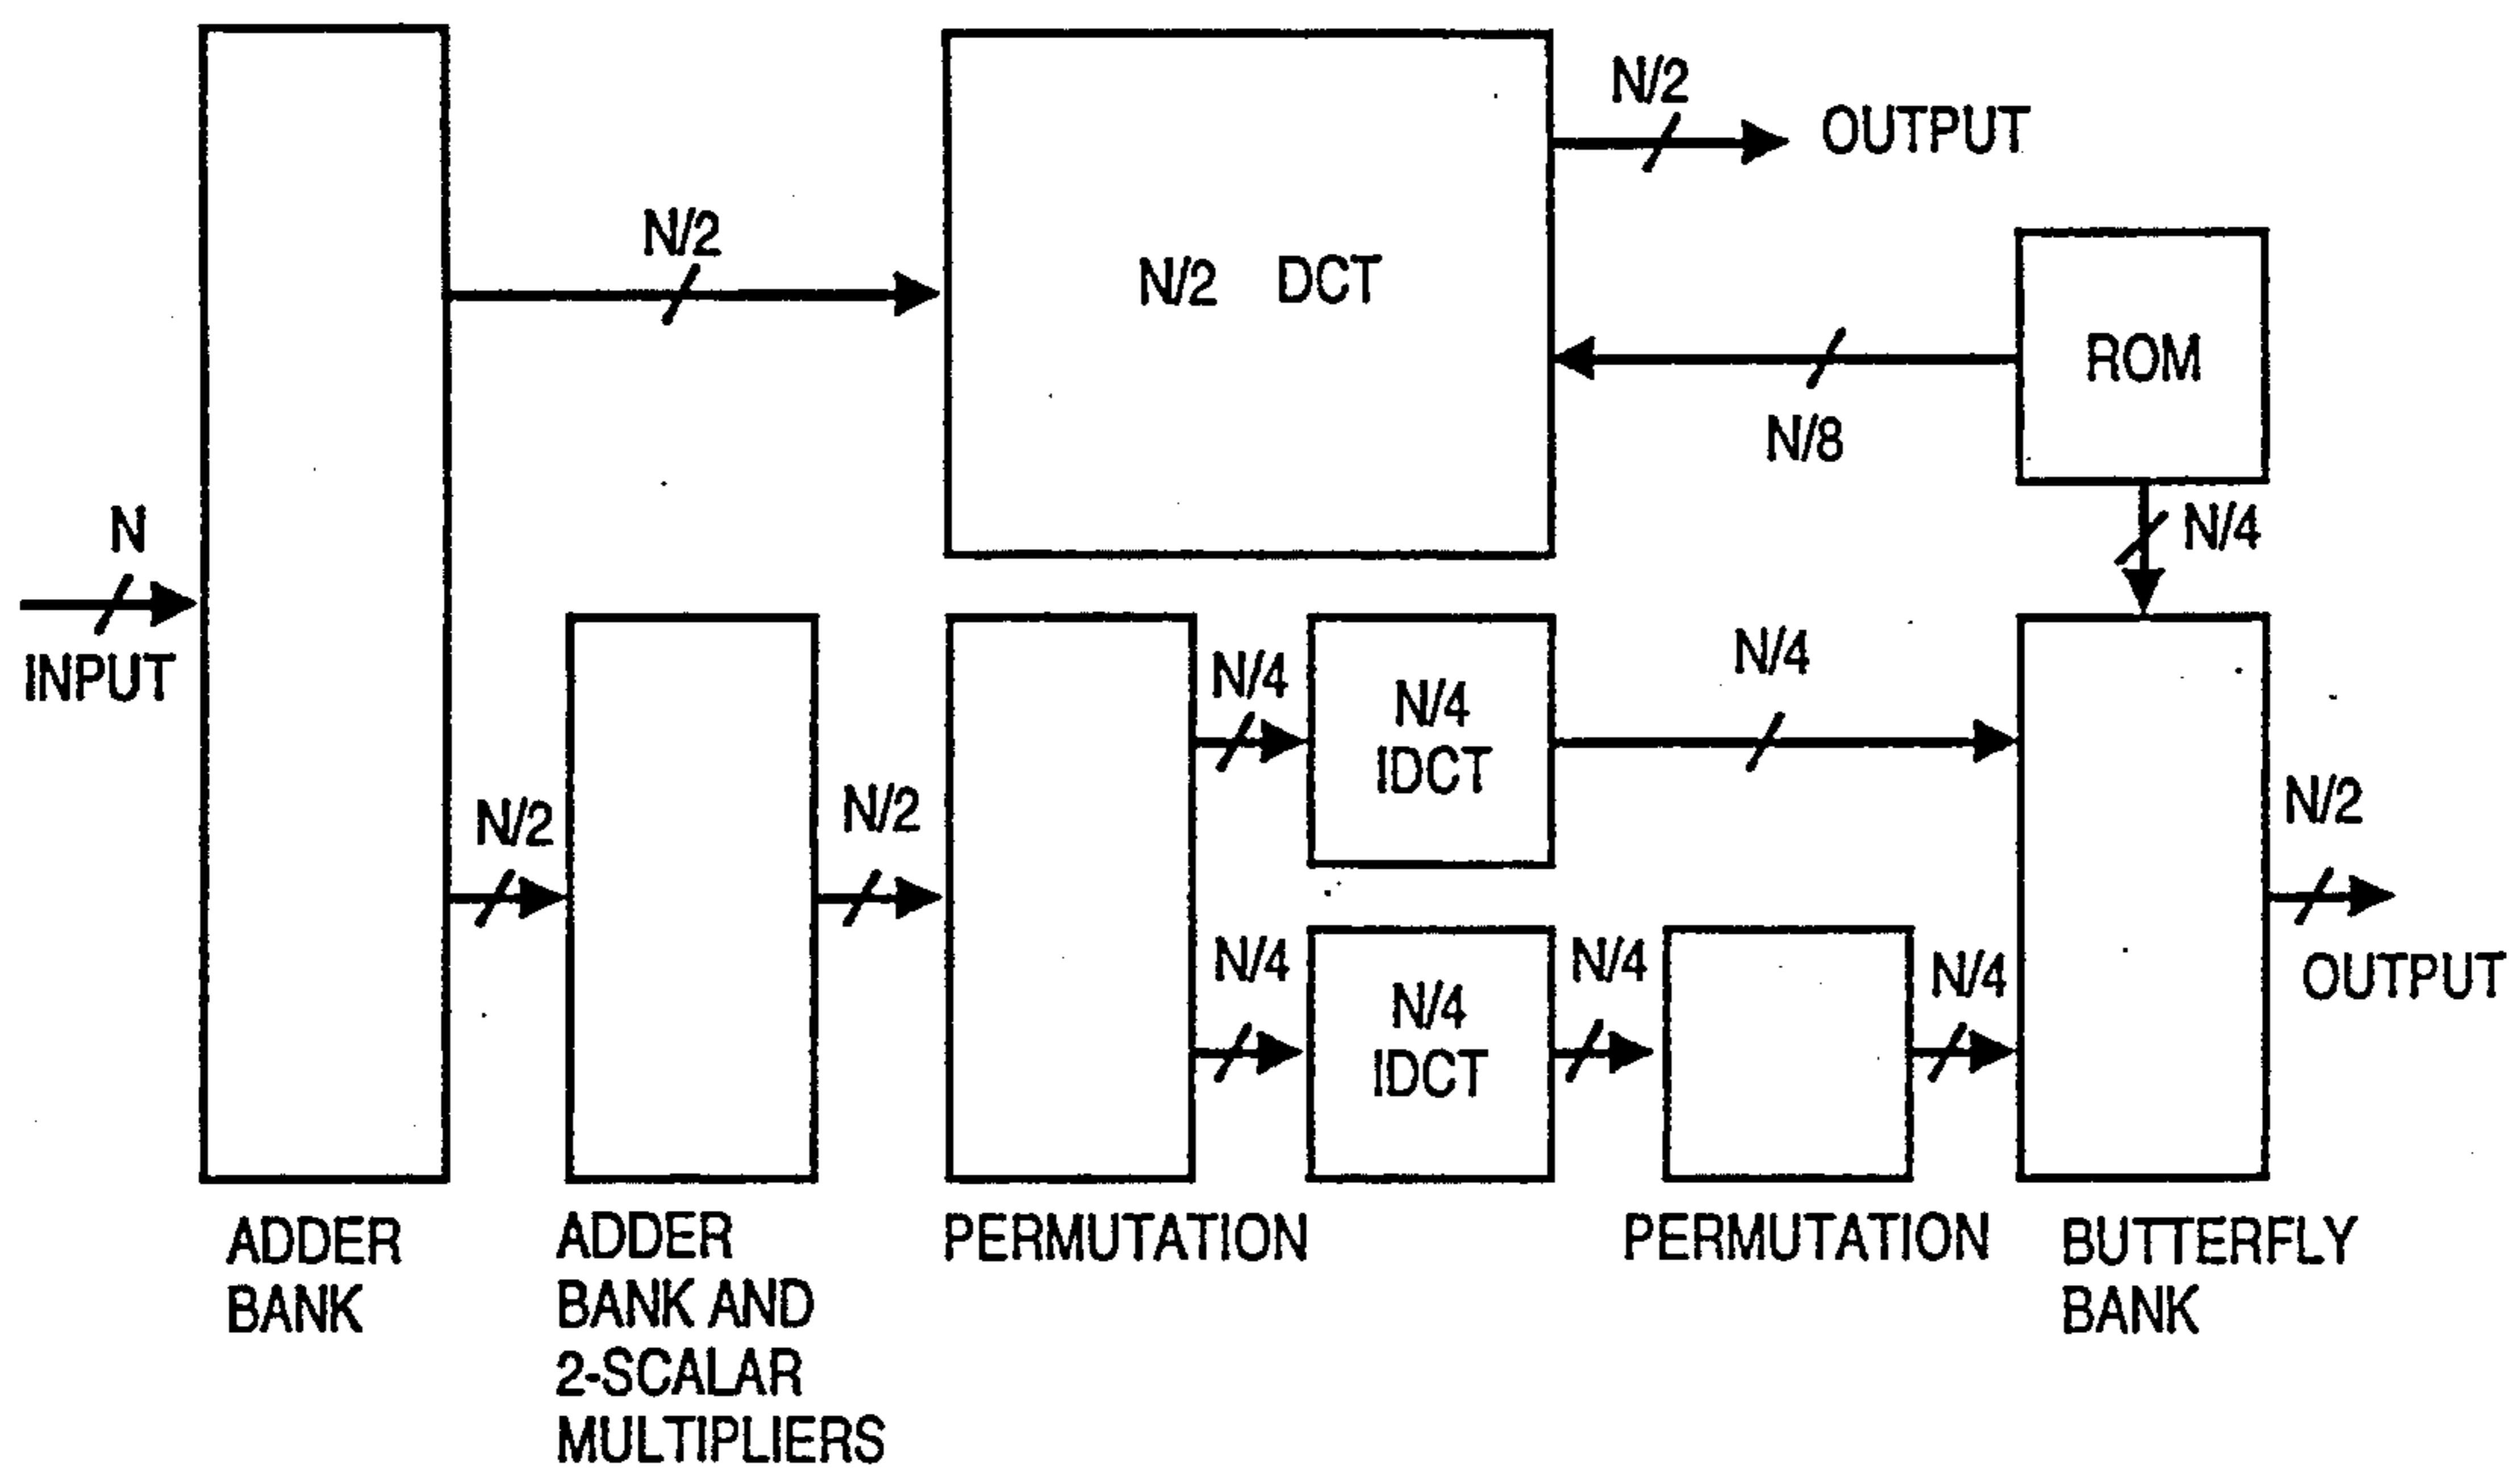 N/2
OUTPUT
N/2
N/2 DCT
ROM
N/8
N
INPUT
N/4
N/4
N/4
IDCT
N/4
N/2
N/2
N/2
OUTPUT
N/4
N/4
IDCT
N/4
N/4
ADDER
BANK
ADDER
BANK AND
2-SCALAR
MULTIPLIERS
PERMUTATION
PERMUTATION
BUTTERFLY
BANK